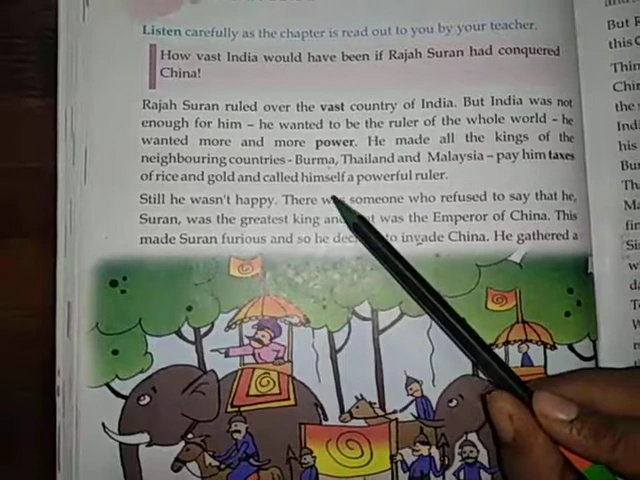 Listen carefully as the chapter is read out to you by your teacher.
How vast India would have been if Rajah Suran had conquered
China!
Rajah Suran ruled over the vast country of India. But India was not
enough for him – he wanted to be the ruler of the whole world – he
wanted more and more power. He made all the kings of the
neighbouring countries - Burma, Thailand and Malaysia – pay him taxes
of rice and gold and called himself a powerful ruler.
Still he wasn't happy. There was someone who refused to say that he,
Suran, was the greatest king and that was the Emperor of China. This
made Suran furious and so he to invade China. He gathered a
But
this
the
his